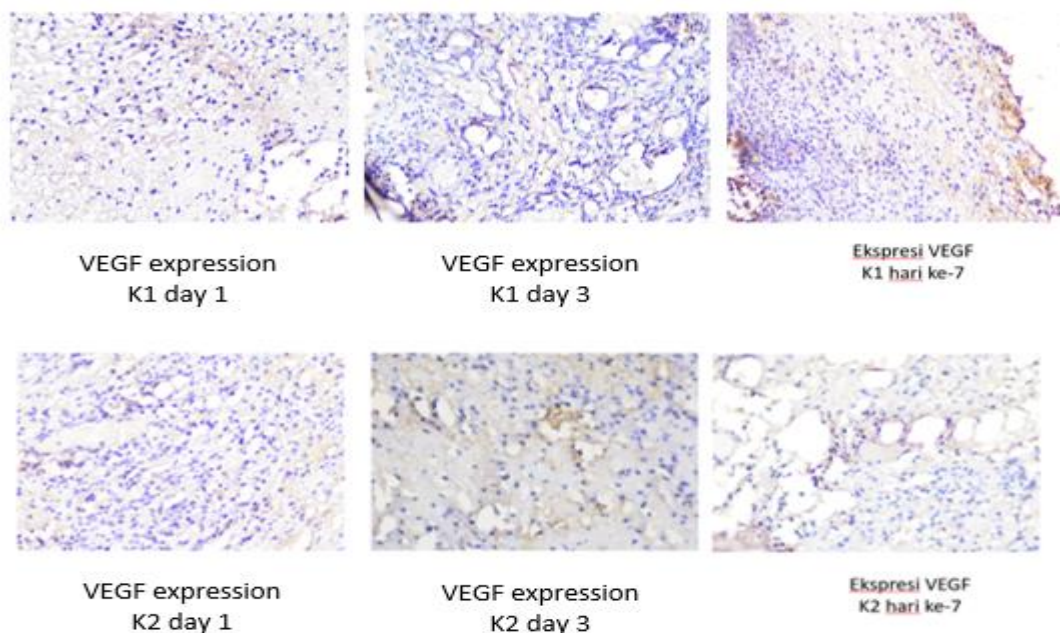 VEGF expression
K1 day 1
VEGF expression
K1 day 3
Ekspresi VEGF
K1 hari ke-7
VEGF expression
K2 day 1
VEGF expression
K2 day 3
Ekspresi VEGF
K2 hari ke-7